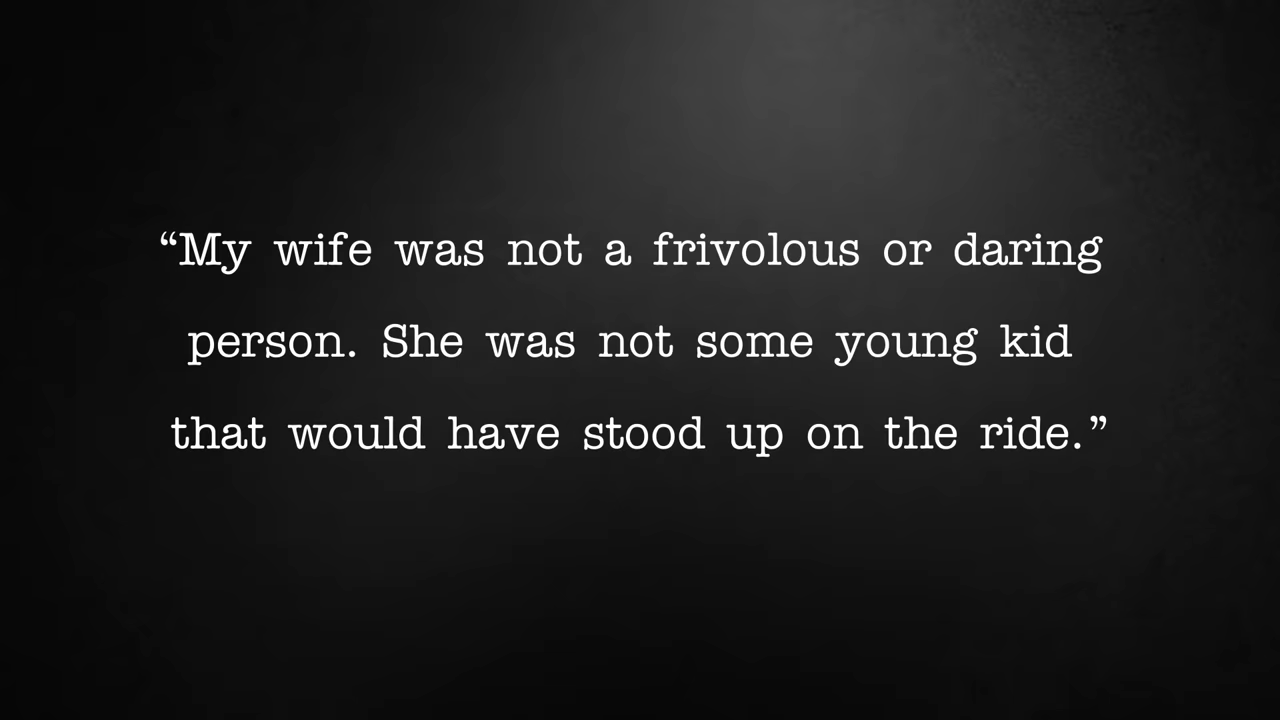 “My wife was not a frivolous or daring
person. She was not some young kid
that would have stood up on the ride.”